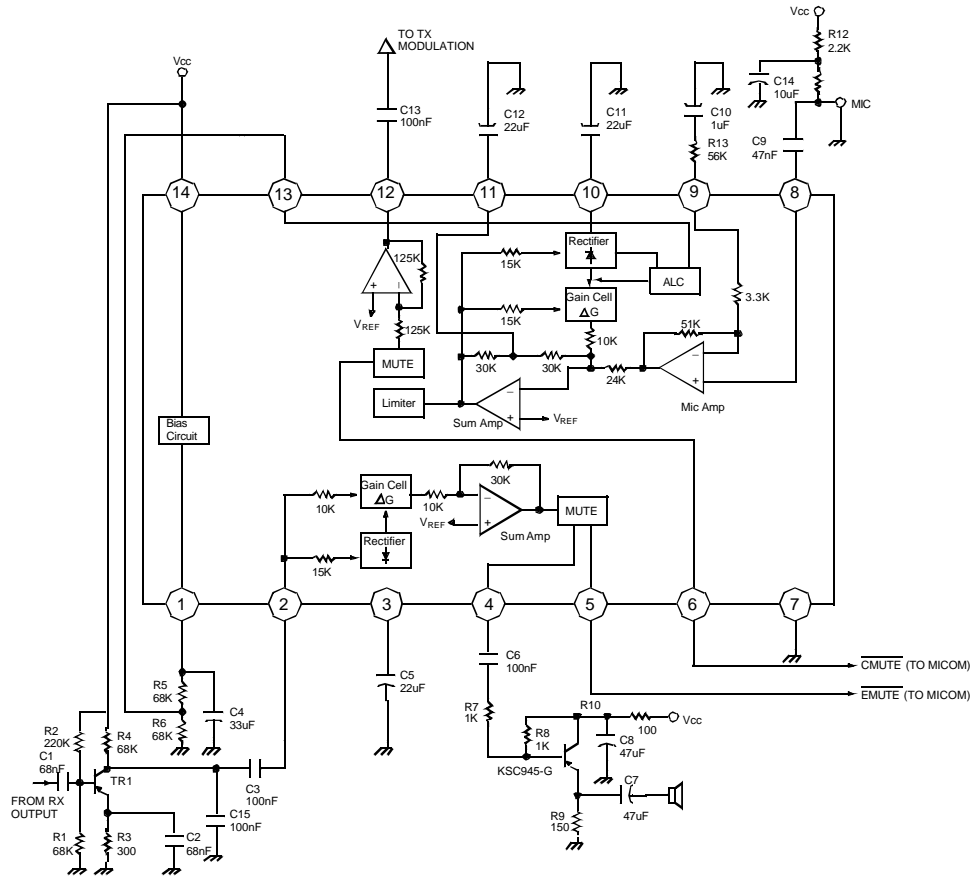 Vcc
R12
2.2K
TO TX
MODULATION
Vcc
C14
10uF
MIC
C13
100nF
C12
22uF
C11
22uF
C10
1uF
R13
56K
C9
47nF
14
13
12
11
10
9
8
Rectifier
125K
15K
ALC
3.3K
+
−
VREF
15K
Gain Cell
ΔG
125K
10K
51K
MUTE
30K
30K
24K
−
+
Mic Amp
Limiter
−
+
Sum Amp
VREF
Bias
Circuit
30K
Gain Cell
ΔG
10K
10K
−
+
VREF
MUTE
Sum Amp
Rectifier
15K
1
2
3
4
5
6
7
C6
100nF
CMUTE (TO MICOM)
C5
22uF
EMUTE (TO MICOM)
R5
68K
C4
33uF
R6
68K
R7
1K
R10
100
Vcc
R2
220K
R4
68K
R8
1K
C8
47uF
C1
68nF
TR1
KSC945-G
C3
100nF
C7
47uF
FROM RX
OUTPUT
C15
100nF
R9
150
R1
68K
R3
300
C2
68nF